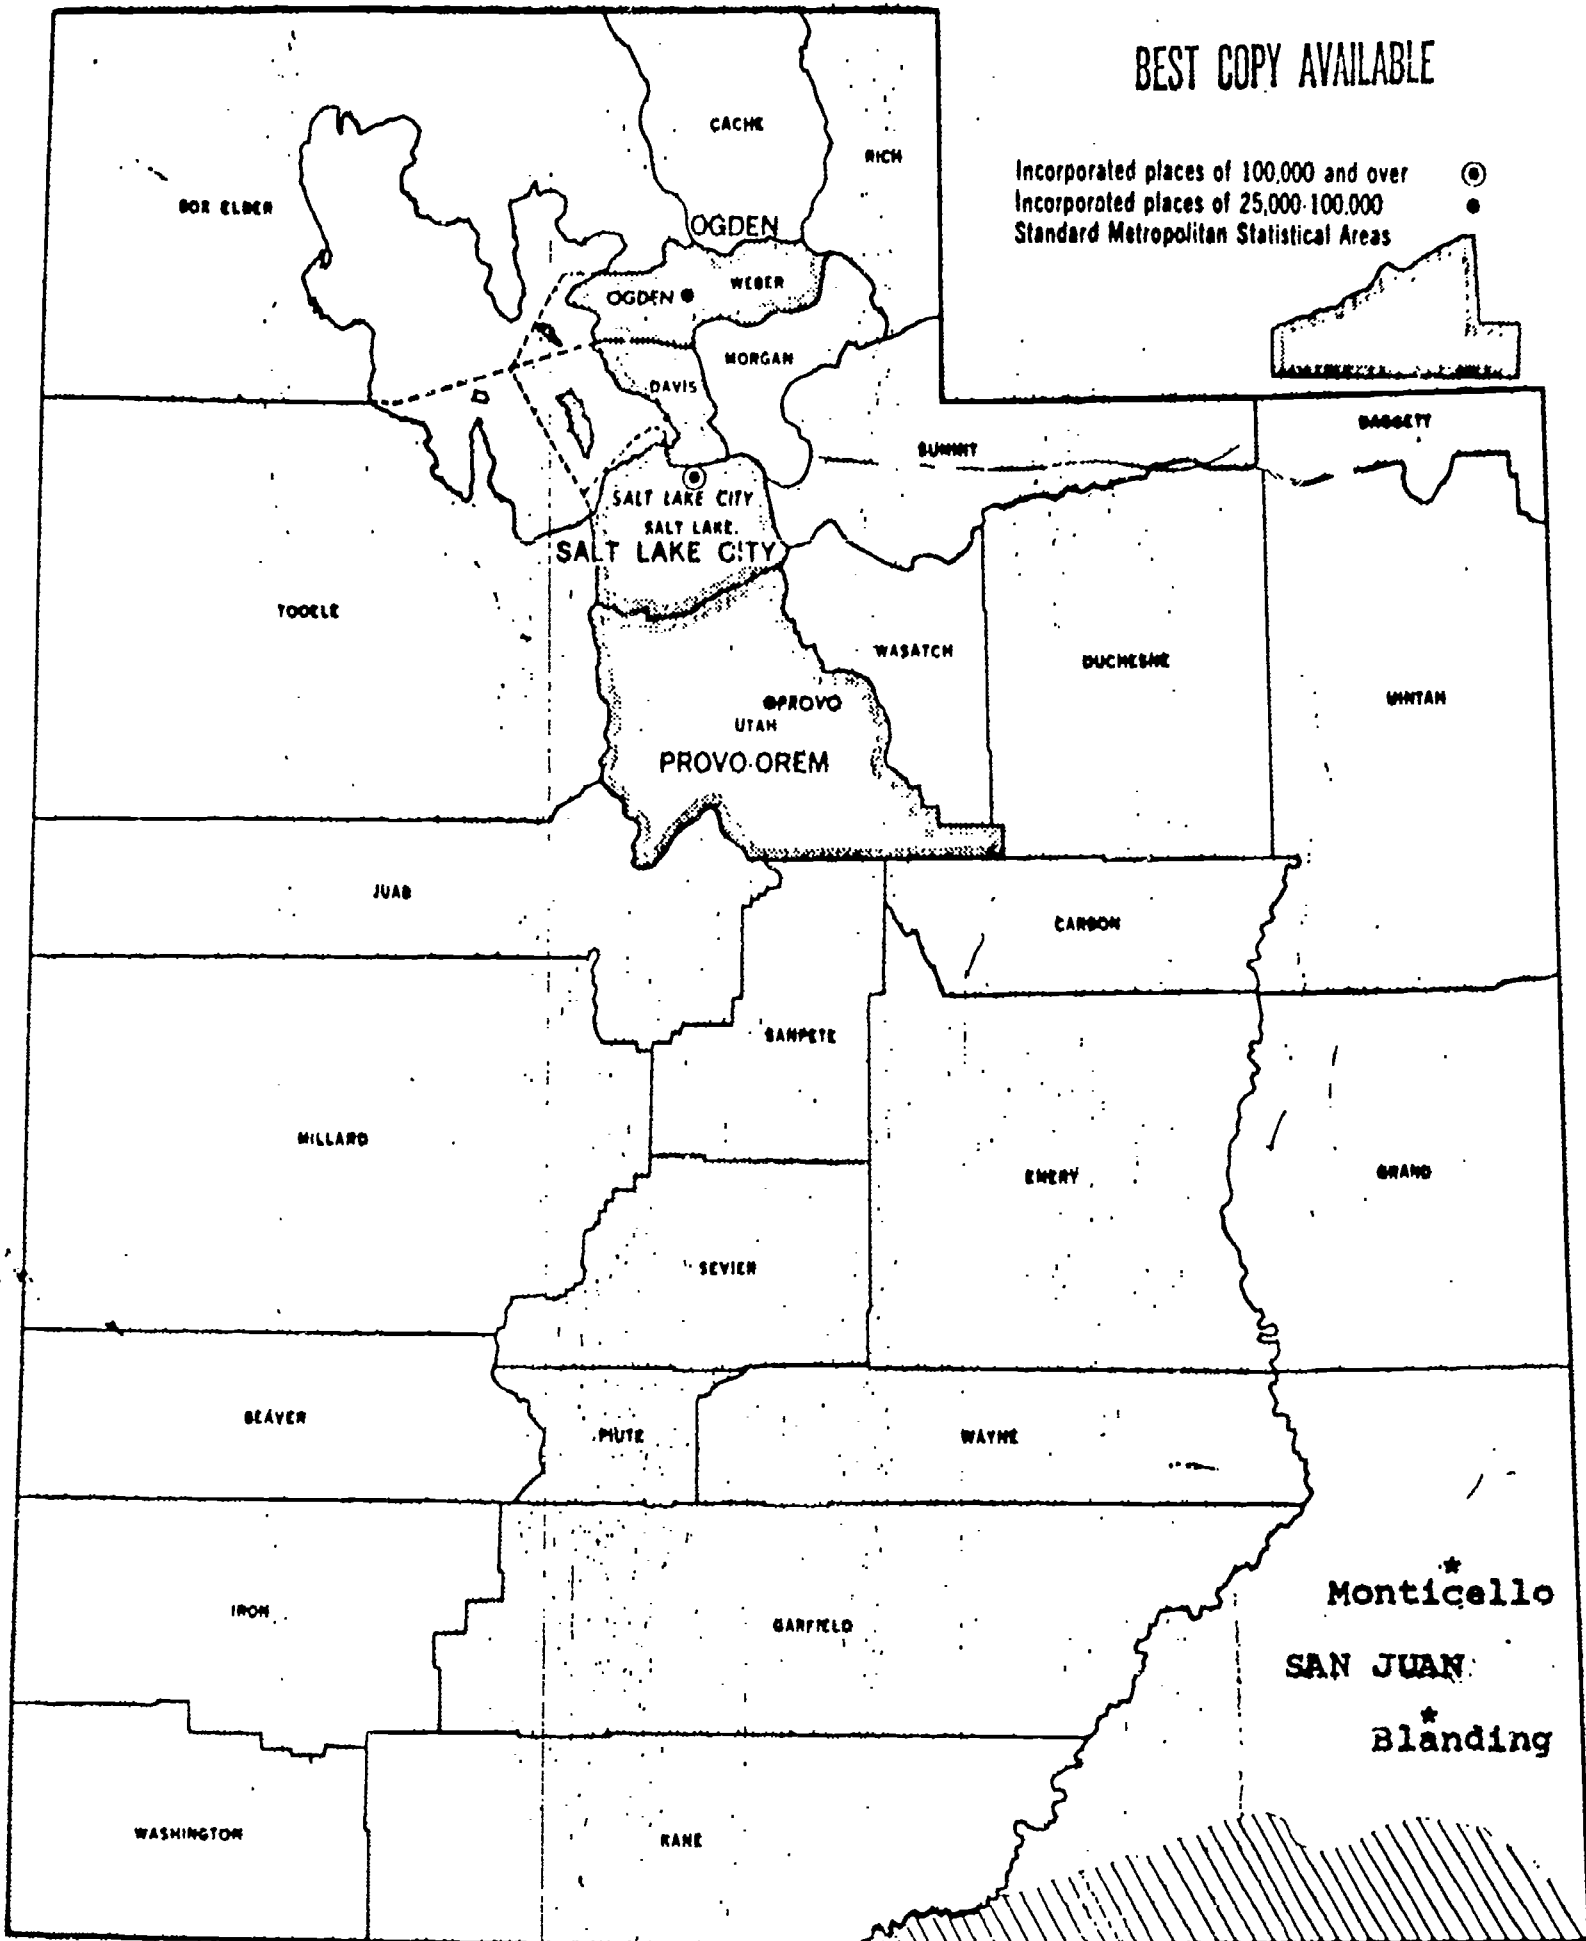 BEST COPY AVAILABLE
Incorporated places of 100,000 and over
Incorporated places of 25,000-100,000
Standard Metropolitan Statistical Areas
CACHE
RICH
BOX ELDER
OGDEN
WEBER
OGDEN
MORGAN
DAVIS
DAGGETT
SUMMIT
SALT LAKE CITY
SALT LAKE
SALT LAKE CITY
TOOELE
WASATCH
DUCHESNE
UINTAH
PROVO
UTAH
PROVO-OREM
JUAB
CARBON
SANPETE
MILLARD
EMERY
GRAND
SEVIER
BEAVER
PIUTE
WAYNE
Monticello
IRON
GARFIELD
SAN JUAN
Blanding
WASHINGTON
KANE